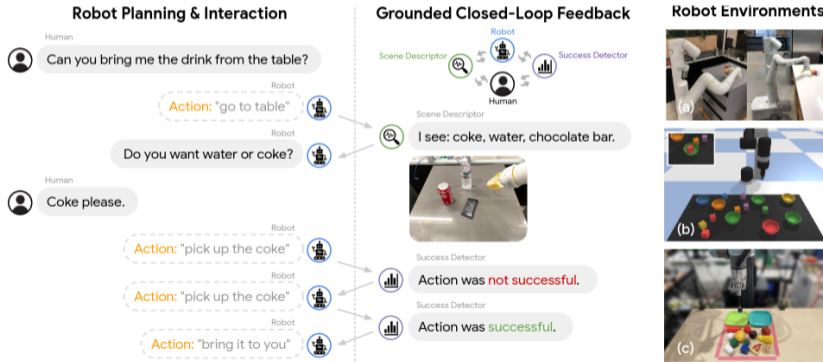 Robot Planning & Interaction
Human
Can you bring me the drink from the table?
Robot
Action: "go to table"
Robot
Do you want water or coke?
Human
Coke please.
Robot
Action: "pick up the coke"
Robot
Action: "pick up the coke"
Robot
Action: "bring it to you"
Grounded Closed-Loop Feedback
Robot
Scene Descriptor
Success Detector
Human
Scene Descriptor
I see: coke, water, chocolate bar.
Success Detector
Action was not successful.
Success Detector
Action was successful.
Robot Environments
(a)
(b)
(c)